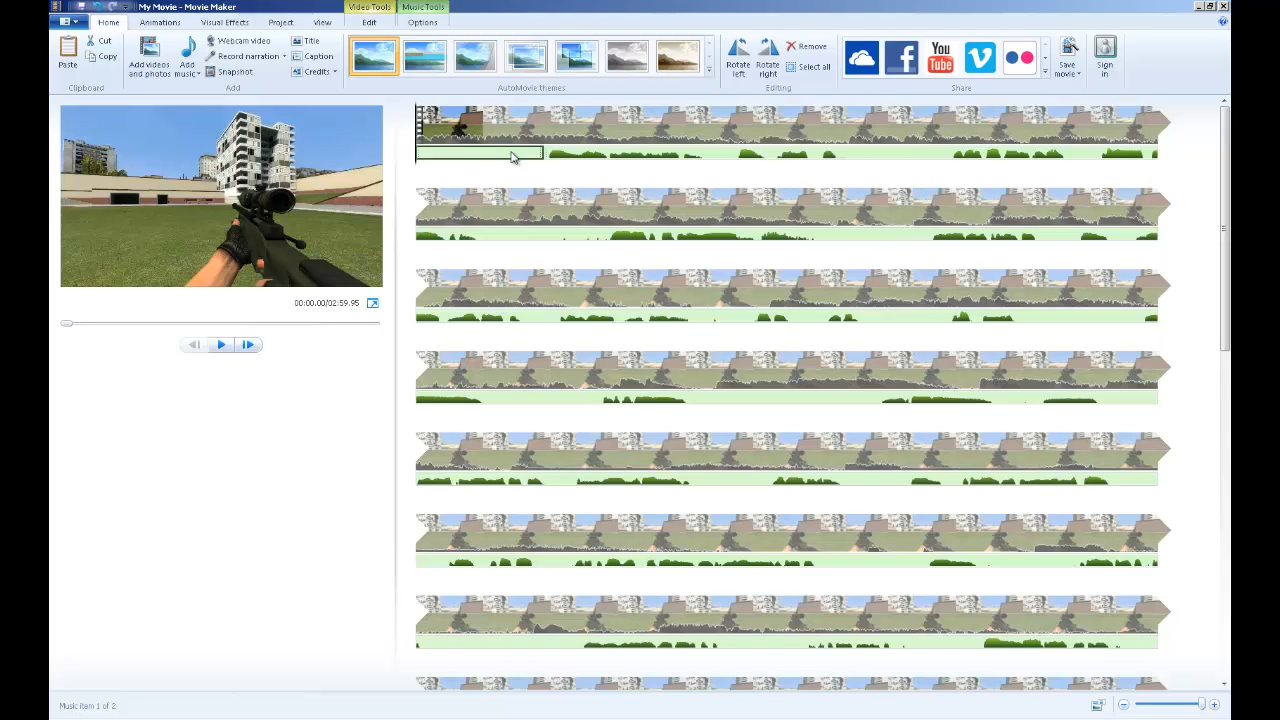 My Movie - Movie Maker
Video Tools
Music Tools
Home
Animations
Visual Effects
Project
View
Edit
Options
Paste
Cut
Copy
Clipboard
Add videos
and photos
Add
Webcam video
Record narration
Snapshot
Title
Caption
Credits
Add
AutoMovie themes
Rotate
left
Rotate
right
Remove
Select all
Editing
You
Tube
Share
Save
movie
Sign
in
00:00.00/02:59.95
Music item 1 of 2